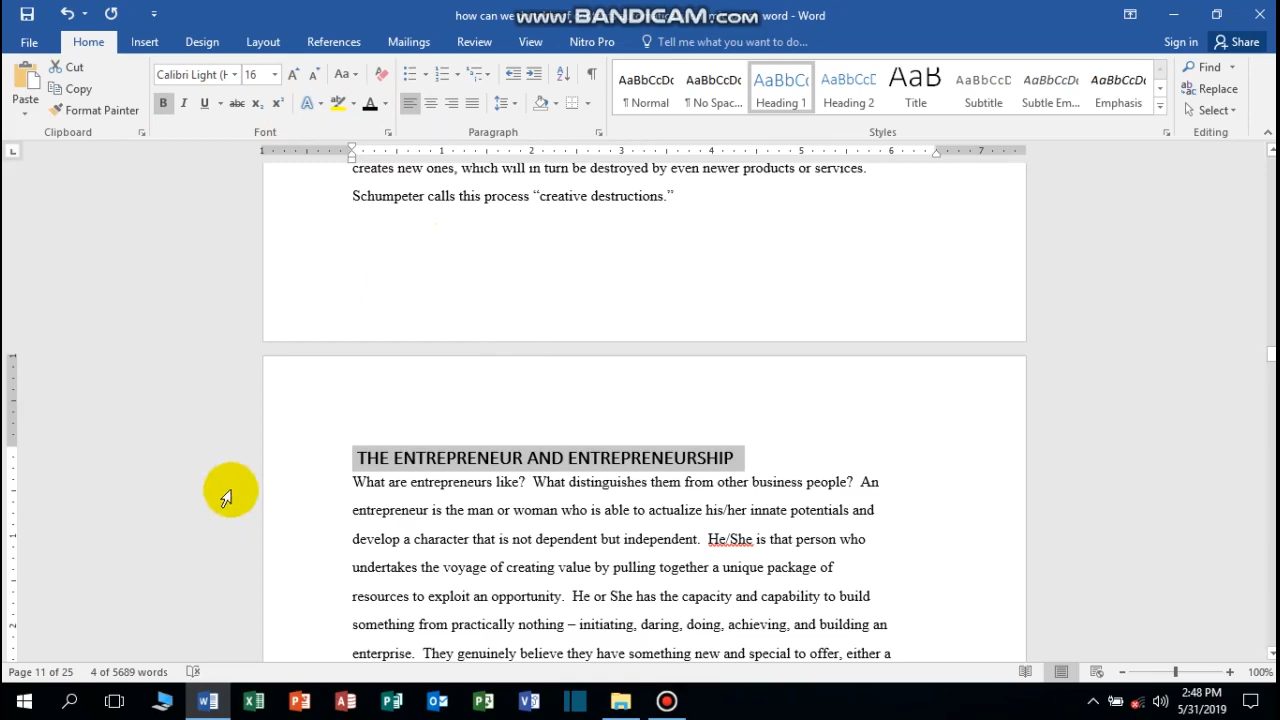 how can we
www.BANDICAM.com
word - Word
File
Home
Insert
Design
Layout
References
Mailings
Review
View
Nitro Pro
Tell me what you want to do...
Sign in
Share
Paste
Cut
Copy
Format Painter
Clipboard
Calibri Light (H
16
Font
Paragraph
AaBbCcDc
¶ Normal
AaBbCcDc
¶ No Spac...
AaBbCc
Heading 1
AaBbCcD
Heading 2
AaB
Title
AaBbCcD
Subtitle
AaBbCcDc
Subtle Em...
AaBbCcDc
Emphasis
Styles
Find
Replace
Select
Editing
1 1 2 3 4 5 6 7
creates new ones, which will in turn be destroyed by even newer products or services.
Schumpeter calls this process “creative destructions.”
THE ENTREPRENEUR AND ENTREPRENEURSHIP
What are entrepreneurs like? What distinguishes them from other business people? An
entrepreneur is the man or woman who is able to actualize his/her innate potentials and
develop a character that is not dependent but independent. He/She is that person who
undertakes the voyage of creating value by pulling together a unique package of
resources to exploit an opportunity. He or She has the capacity and capability to build
something from practically nothing – initiating, daring, doing, achieving, and building an
enterprise. They genuinely believe they have something new and special to offer, either a
Page 11 of 25
4 of 5689 words
100%
2:48 PM
5/31/2019